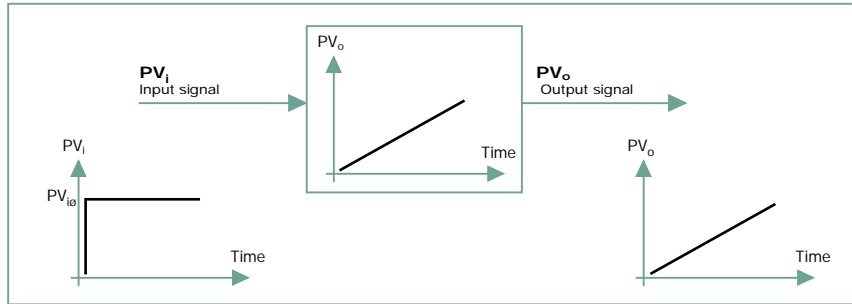 PVₒ
PVᵢ
Input signal
PVₒ
Output signal
Time
PVᵢ
PVᵢø
Time
PVₒ
Time